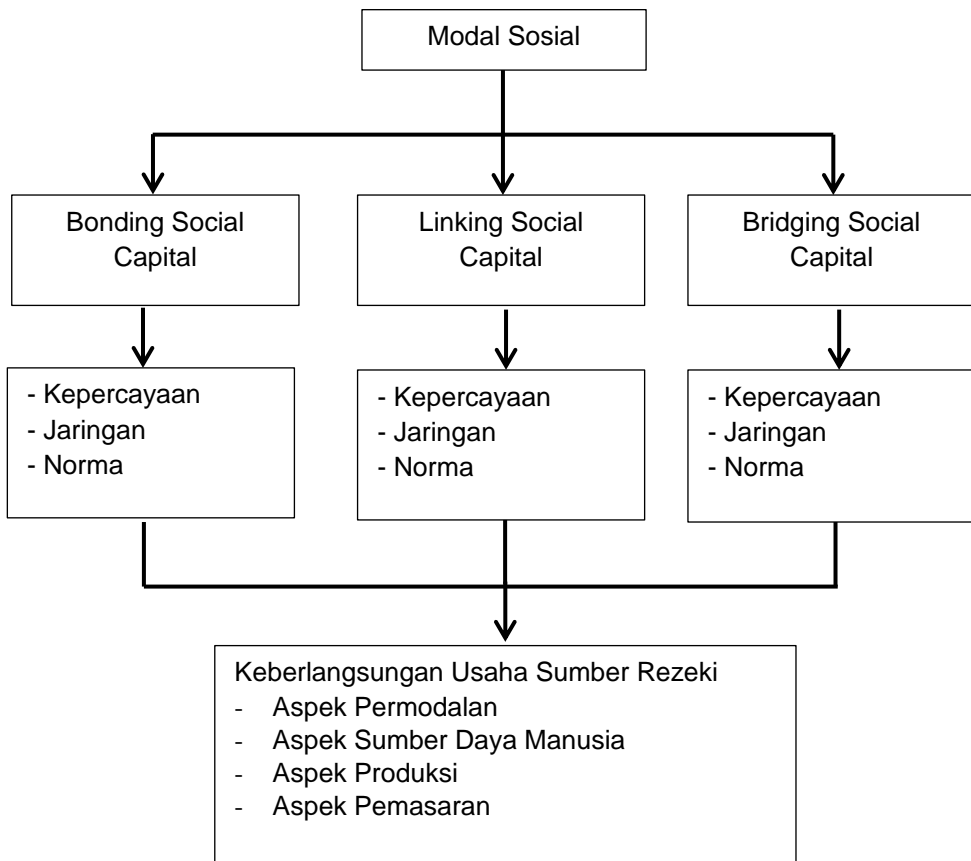 Modal Sosial
Bonding Social
Capital
Linking Social
Capital
Bridging Social
Capital
- Kepercayaan
- Jaringan
- Norma
- Kepercayaan
- Jaringan
- Norma
- Kepercayaan
- Jaringan
- Norma
Keberlangsungan Usaha Sumber Rezeki
- Aspek Permodalan
- Aspek Sumber Daya Manusia
- Aspek Produksi
- Aspek Pemasaran